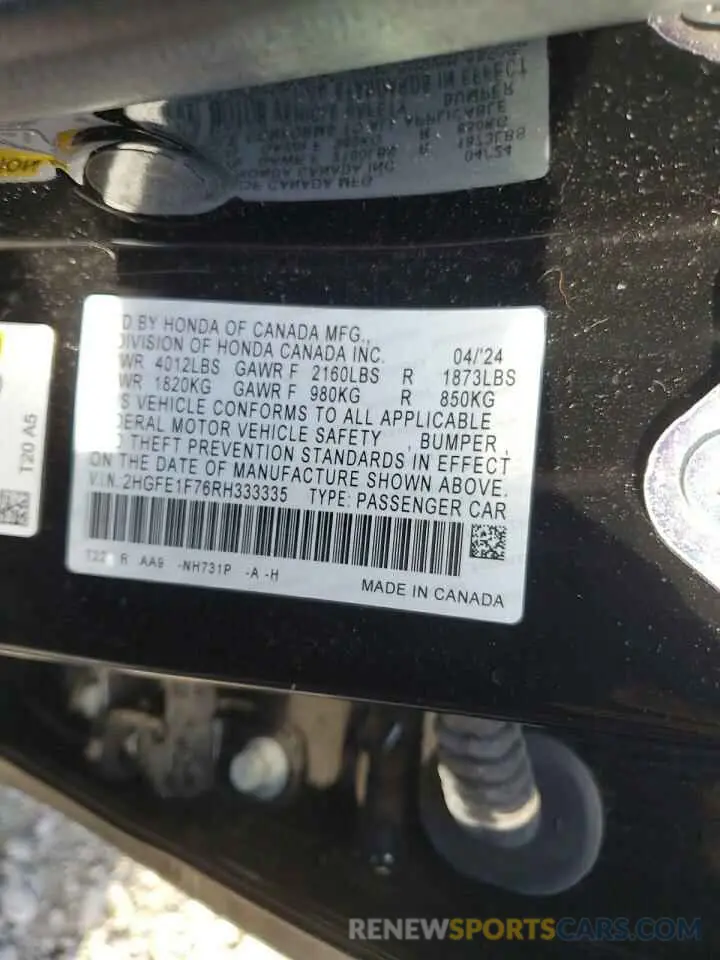 BUMPER
04/'24
T20 A5
D BY HONDA OF CANADA MFG.,
DIVISION OF HONDA CANADA INC. 04/'24
WR 4012LBS GAWR F 2160LBS R 1873LBS
WR 1820KG GAWR F 980KG R 850KG
S VEHICLE CONFORMS TO ALL APPLICABLE
DERAL MOTOR VEHICLE SAFETY , BUMPER ,
D THEFT PREVENTION STANDARDS IN EFFECT
ON THE DATE OF MANUFACTURE SHOWN ABOVE.
V.I.N.:2HGFE1F76RH333335 TYPE: PASSENGER CAR
R AA9 -NH731P -A -H
MADE IN CANADA
RENEWSPORTSCARS.COM